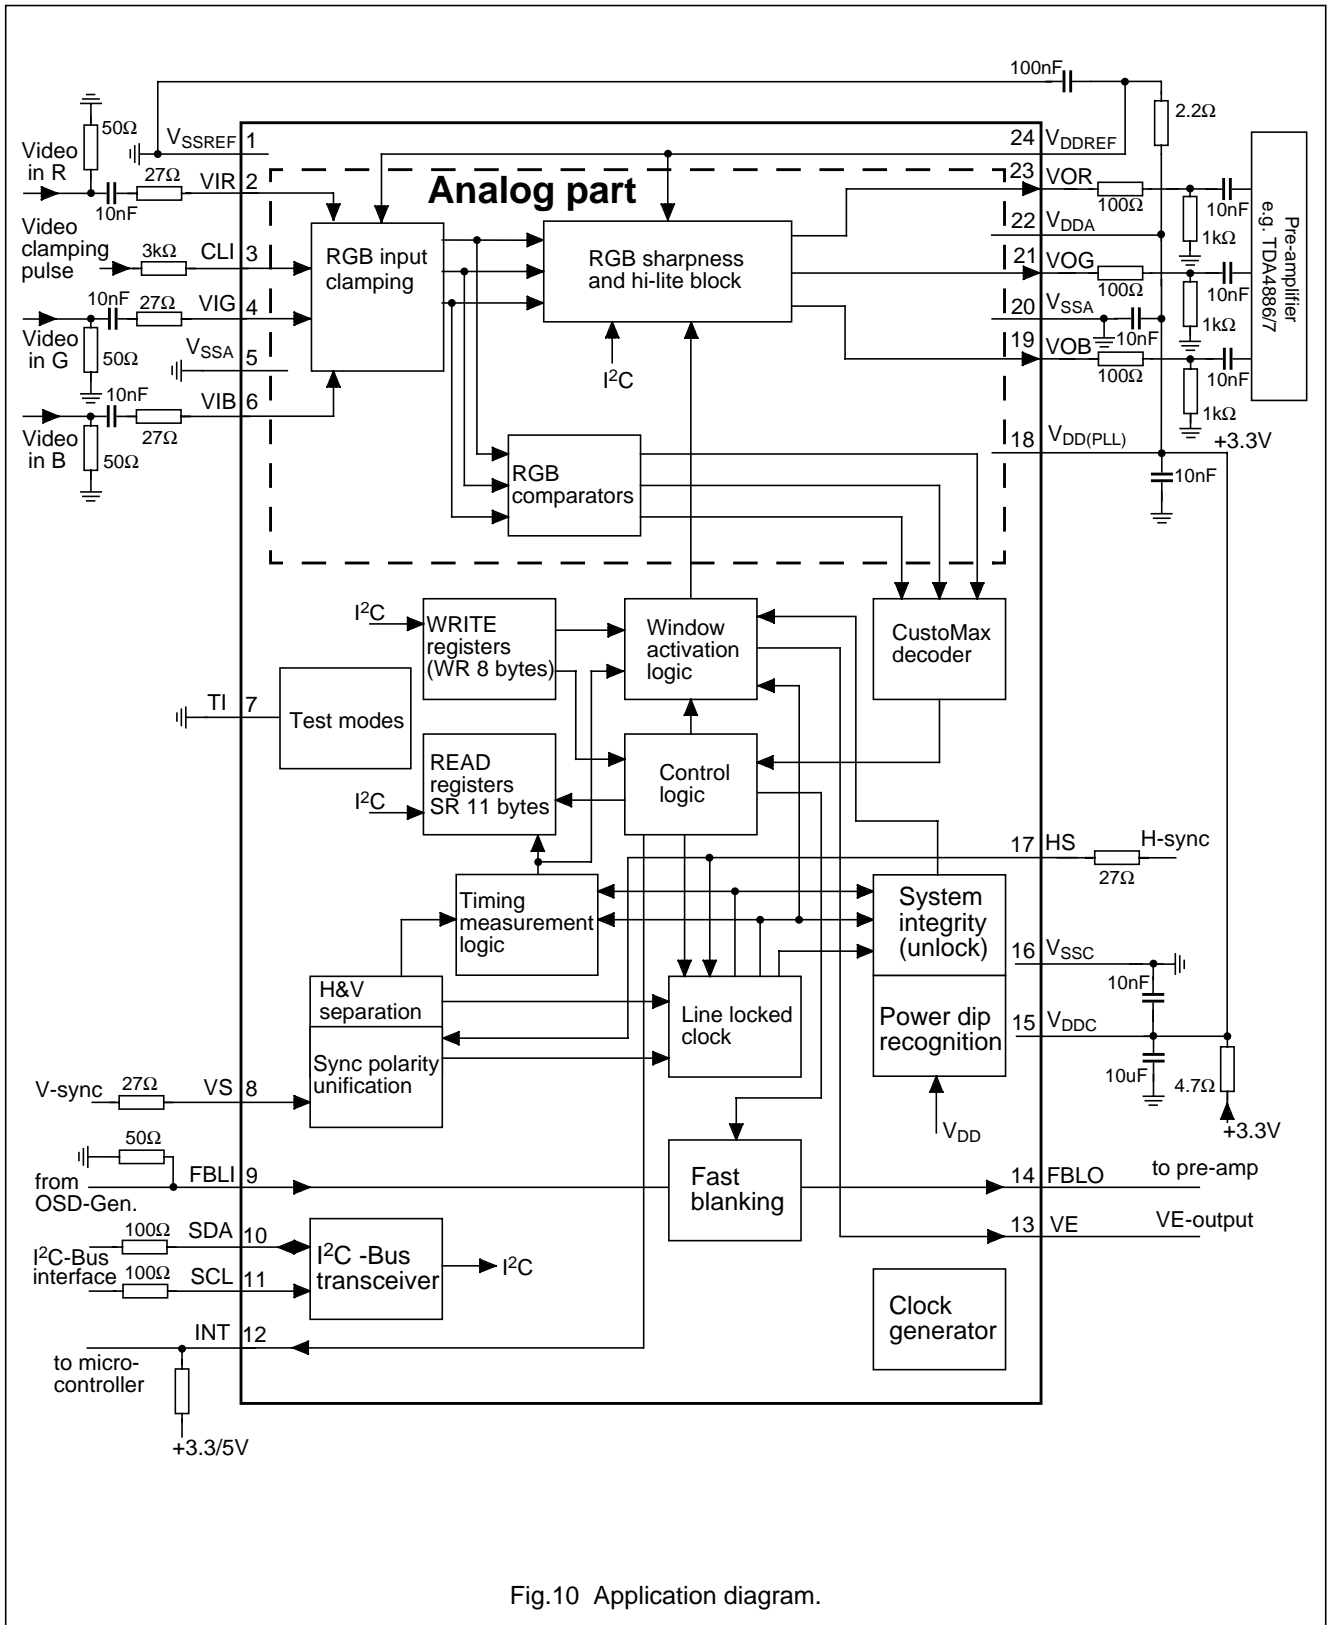 100nF
2.2Ω
50Ω
VSSREF 1
24 VDDREF
Video
in R
27Ω
VIR 2
10nF
Analog part
23 VOR
100Ω
10nF
1kΩ
22 VDDA
Pre-amplifier
e.g. TDA4886/7
Video
clamping
pulse
3kΩ
CLI 3
RGB input
clamping
RGB sharpness
and hi-lite block
21 VOG
100Ω
10nF
1kΩ
10nF
27Ω
VIG 4
20 VSSA
10nF
Video
in G
50Ω
VSSA
5
I²C
19 VOB
100Ω
10nF
1kΩ
10nF
VIB 6
27Ω
Video
in B
50Ω
18 VDD(PLL)
+3.3V
10nF
RGB
comparators
I²C
WRITE
registers
(WR 8 bytes)
Window
activation
logic
CustoMax
decoder
TI 7
Test modes
READ
registers
SR 11 bytes
I²C
Control
logic
17 HS
H-sync
27Ω
Timing
measurement
logic
System
integrity
(unlock)
16 VSSC
10nF
H&V
separation
Line locked
clock
Power dip
recognition
15 VDDC
10uF
4.7Ω
+3.3V
Sync polarity
unification
V-sync
27Ω
VS 8
VDD
50Ω
from
OSD-Gen.
FBLI 9
Fast
blanking
14 FBLO
to pre-amp
13 VE
VE-output
100Ω
SDA 10
I²C-Bus
interface
100Ω
SCL 11
I²C -Bus
transceiver
I²C
Clock
generator
INT 12
to micro-
controller
+3.3/5V
Fig.10 Application diagram.